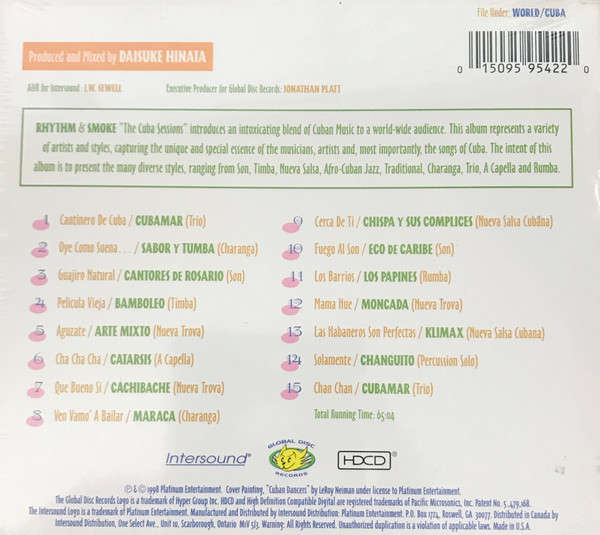 File Under: WORLD/CUBA
Produced and Mixed by DAISUKE HINATA
0 15095 95422 0
A&R for Intersound: J.W. SEWELL
Executive Producer for Global Disc Records: JONATHAN PLATT
RHYTHM & SMOKE "The Cuba Sessions" introduces an intoxicating blend of Cuban Music to a world-wide audience. This album represents a variety
of artists and styles, capturing the unique and special essence of the musicians, artists and, most importantly, the songs of Cuba. The intent of this
album is to present the many diverse styles, ranging from Son, Timba, Nueva Salsa, Afro-Cuban Jazz, Traditional, Charanga, Trio, A Capella and Rumba.
1 Cantinero De Cuba / CUBAMAR (Trio)
2 Oye Como Suena... / SABOR Y TUMBA (Charanga)
3 Guajiro Natural / CANTORES DE ROSARIO (Son)
4 Pelicula Vieja / BAMBOLEO (Timba)
5 Aguzate / ARTE MIXTO (Nueva Trova)
6 Cha Cha Cha / CATARSIS (A Capella)
7 Que Bueno Si / CACHIBACHE (Nueva Trova)
8 Ven Vamo' A Bailar / MARACA (Charanga)
9 Cerca De Ti / CHISPA Y SUS COMPLICES (Nueva Salsa Cubana)
10 Fuego Al Son / ECO DE CARIBE (Son)
11 Los Barrios / LOS PAPINES (Rumba)
12 Mama Hue / MONCADA (Nueva Trova)
13 Las Habaneros Son Perfectas / KLIMAX (Nueva Salsa Cubana)
14 Solamente / CHANGUITO (Percussion Solo)
15 Chan Chan / CUBAMAR (Trio)
Total Running Time: 65:04
Intersound®
GLOBAL DISC
RECORDS
HDCD®
℗ & © 1998 Platinum Entertainment. Cover Painting, "Cuban Dancers" by LeRoy Neiman under license to Platinum Entertainment.
The Global Disc Records Logo is a trademark of Hyper Group Inc. HDCD and High Definition Compatible Digital are registered trademarks of Pacific Microsonics, Inc. Patent No. 5,479,168.
The Intersound Logo is a trademark of Platinum Entertainment. Manufactured and Distributed by Intersound Distribution: Platinum Entertainment. P.O. Box 1724, Roswell, GA 30077. Distributed in Canada by
Intersound Distribution, One Select Ave., Unit 10, Scarborough, Ontario M1V 5J3. Warning: All Rights Reserved. Unauthorized duplication is a violation of applicable laws. Made in U.S.A.